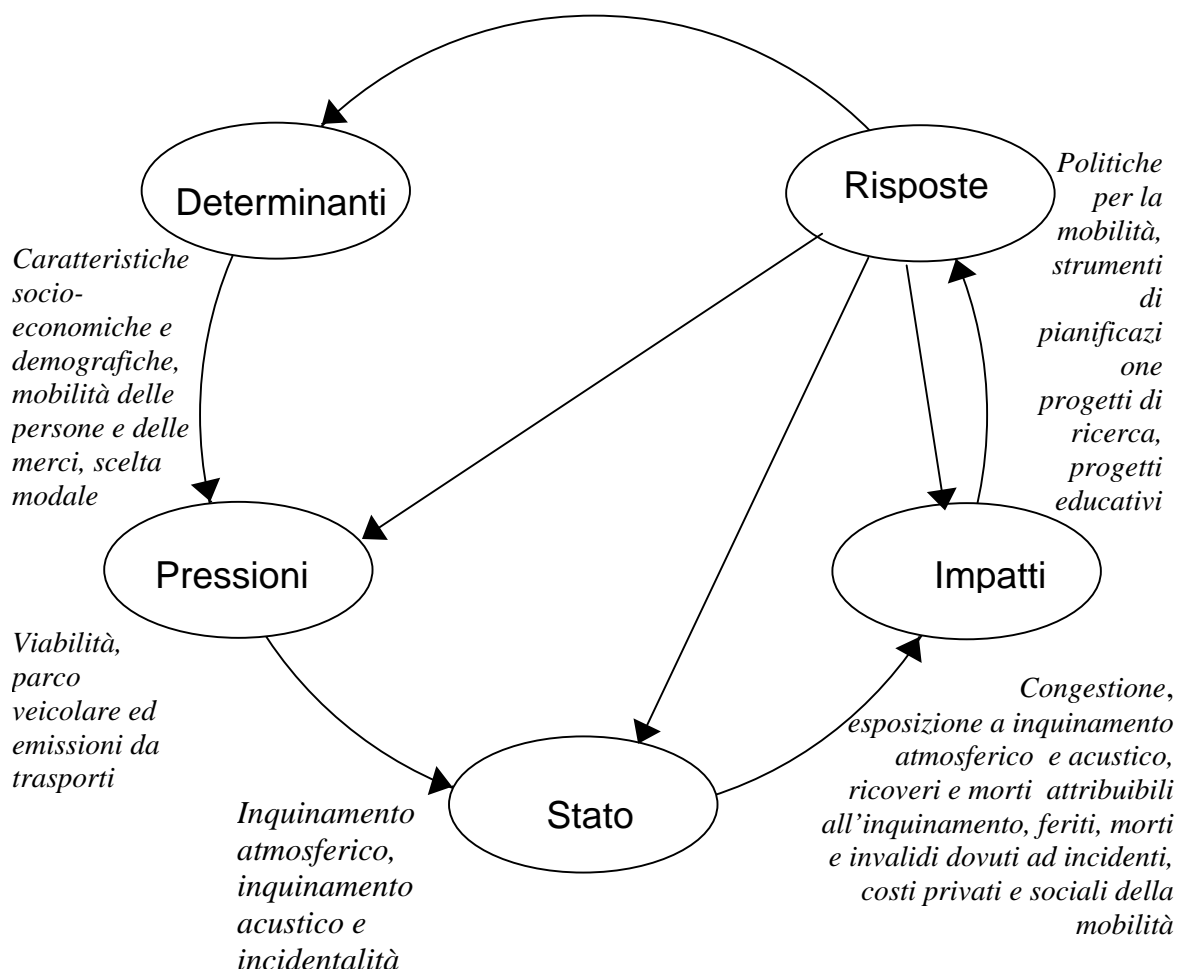 Determinanti
Risposte
Caratteristiche
socio-
economiche e
demografiche,
mobilità delle
persone e delle
merci, scelta
modale
Politiche
per la
mobilità,
strumenti
di
pianificazi
one
progetti di
ricerca,
progetti
educativi
Pressioni
Impatti
Viabilità,
parco
veicolare ed
emissioni da
trasporti
Stato
Inquinamento
atmosferico,
inquinamento
acustico e
incidentalità
Congestione,
esposizione a inquinamento
atmosferico e acustico,
ricoveri e morti attribuibili
all’inquinamento, feriti, morti
e invalidi dovuti ad incidenti,
costi privati e sociali della
mobilità